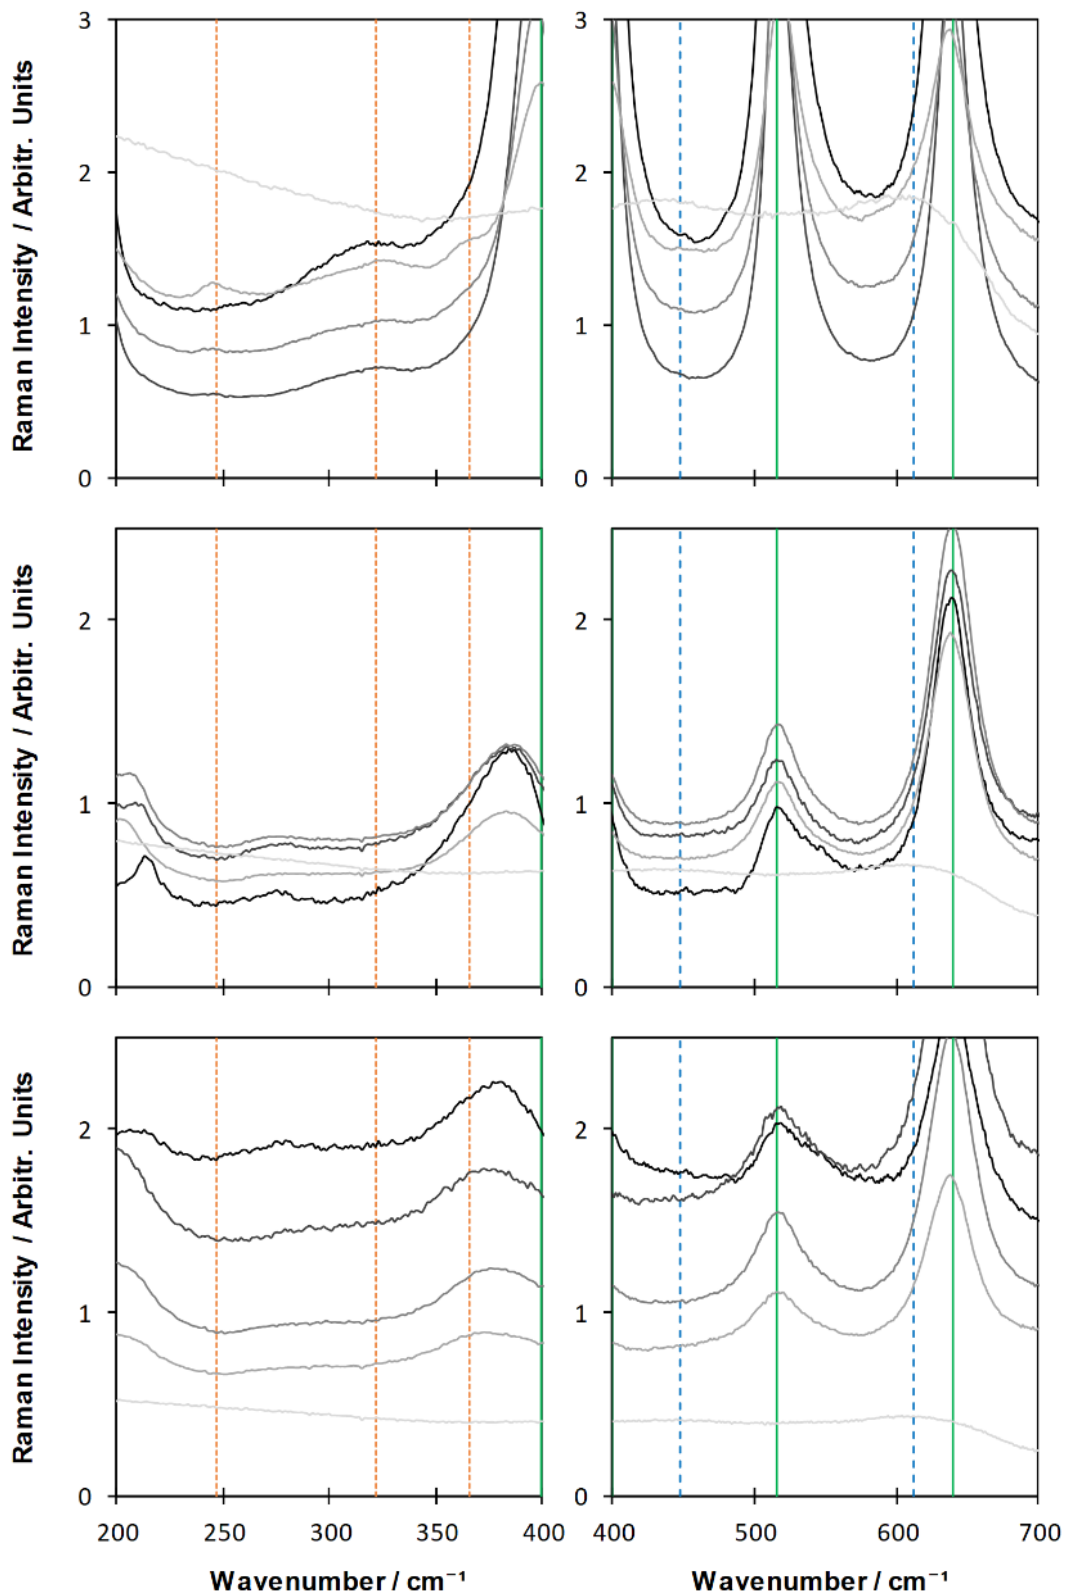 Raman Intensity / Arbitr. Units
3
2
1
0
3
2
1
0
Raman Intensity / Arbitr. Units
2
1
0
2
1
0
Raman Intensity / Arbitr. Units
2
1
0
2
1
0
200 250 300 350 400
400 500 600 700
Wavenumber / cm⁻¹
Wavenumber / cm⁻¹